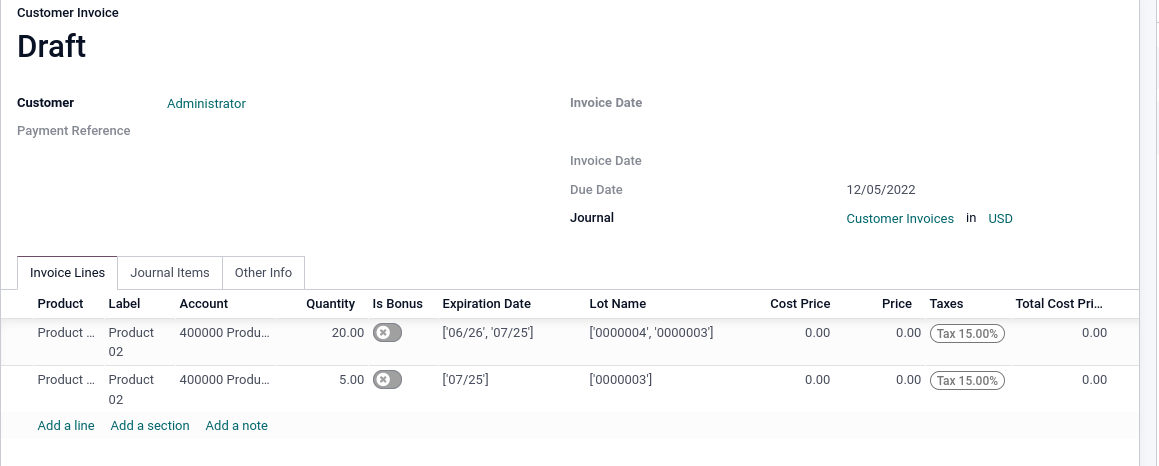 Customer Invoice
Draft
Customer Administrator Invoice Date
Payment Reference
Invoice Date
Due Date 12/05/2022
Journal Customer Invoices in USD
Invoice Lines Journal Items Other Info
Product Label Account Quantity Is Bonus Expiration Date Lot Name Cost Price Price Taxes Total Cost Pri...
Product ... Product 400000 Produ... 20.00 ['06/26', '07/25'] ['0000004', '0000003'] 0.00 0.00 Tax 15.00% 0.00
02
Product ... Product 400000 Produ... 5.00 ['07/25'] ['0000003'] 0.00 0.00 Tax 15.00% 0.00
02
Add a line Add a section Add a note